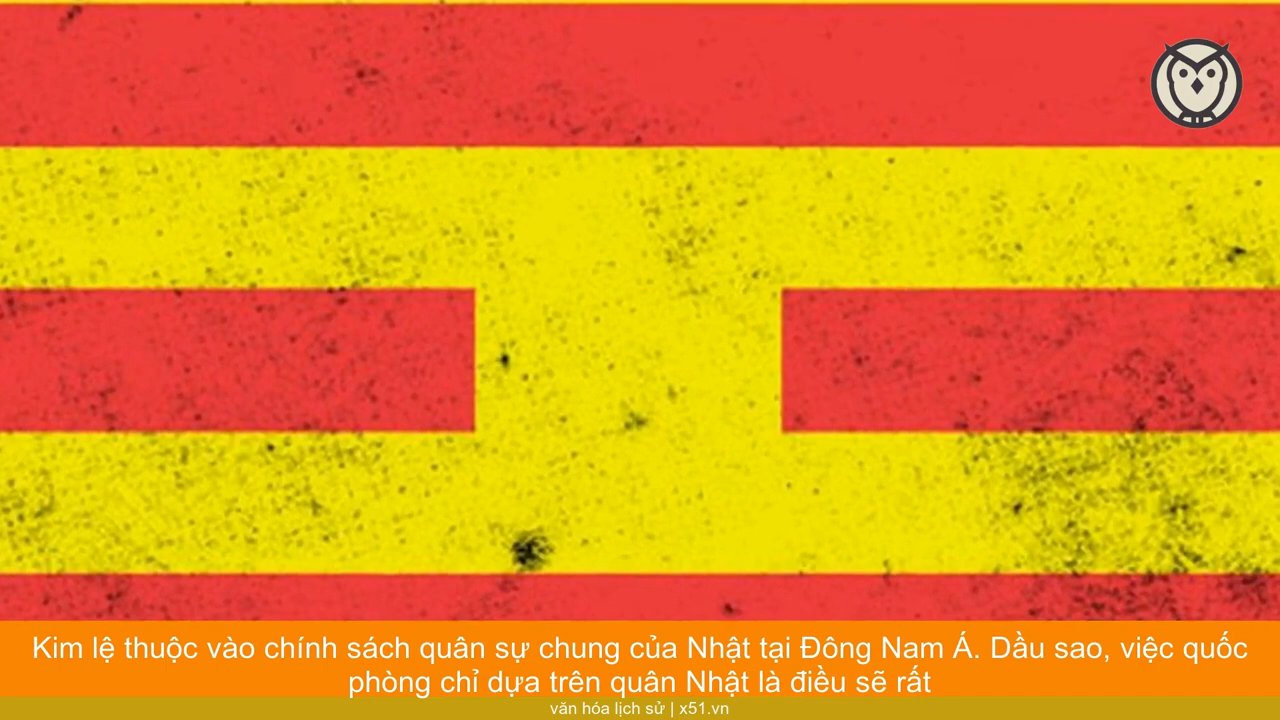 Kim lệ thuộc vào chính sách quân sự chung của Nhật tại Đông Nam Á. Dầu sao, việc quốc
phòng chỉ dựa trên quân Nhật là điều sẽ rất
văn hóa lịch sử | x51.vn